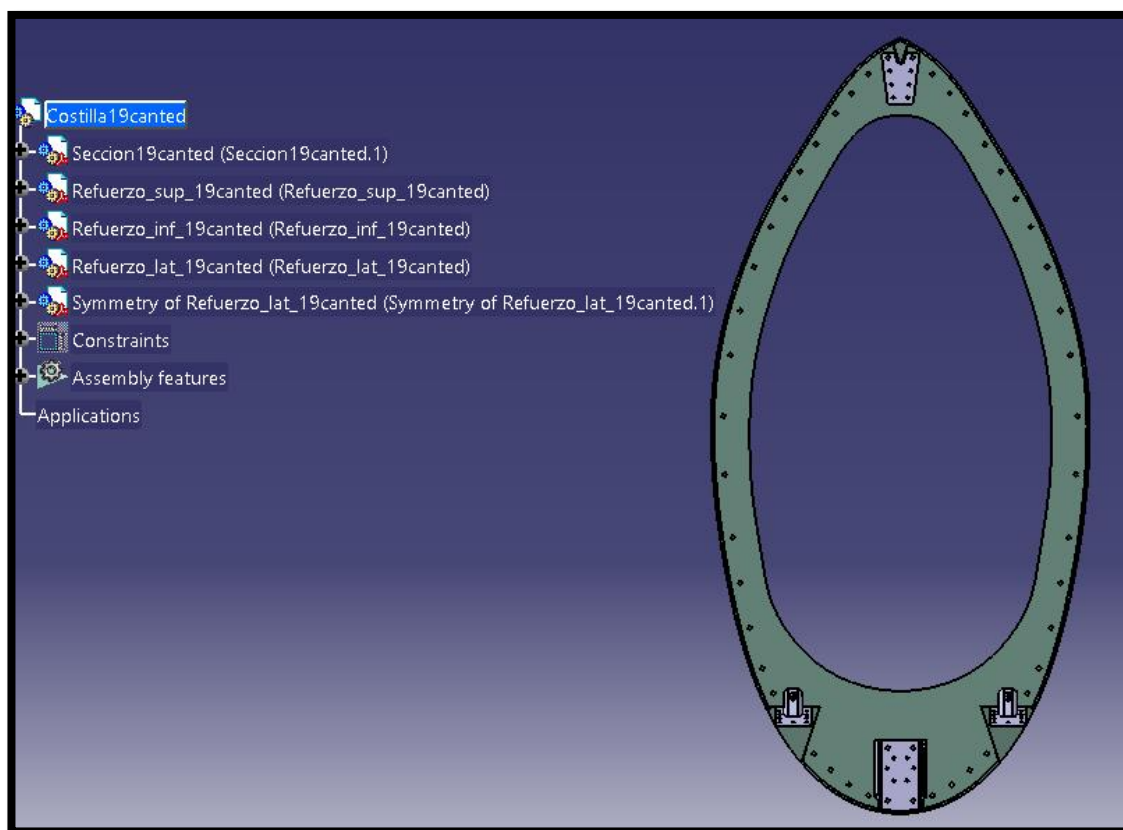 Costilla19canted
Seccion19canted (Seccion19canted.1)
Refuerzo_sup_19canted (Refuerzo_sup_19canted)
Refuerzo_inf_19canted (Refuerzo_inf_19canted)
Refuerzo_lat_19canted (Refuerzo_lat_19canted)
Symmetry of Refuerzo_lat_19canted (Symmetry of Refuerzo_lat_19canted.1)
Constraints
Assembly features
Applications